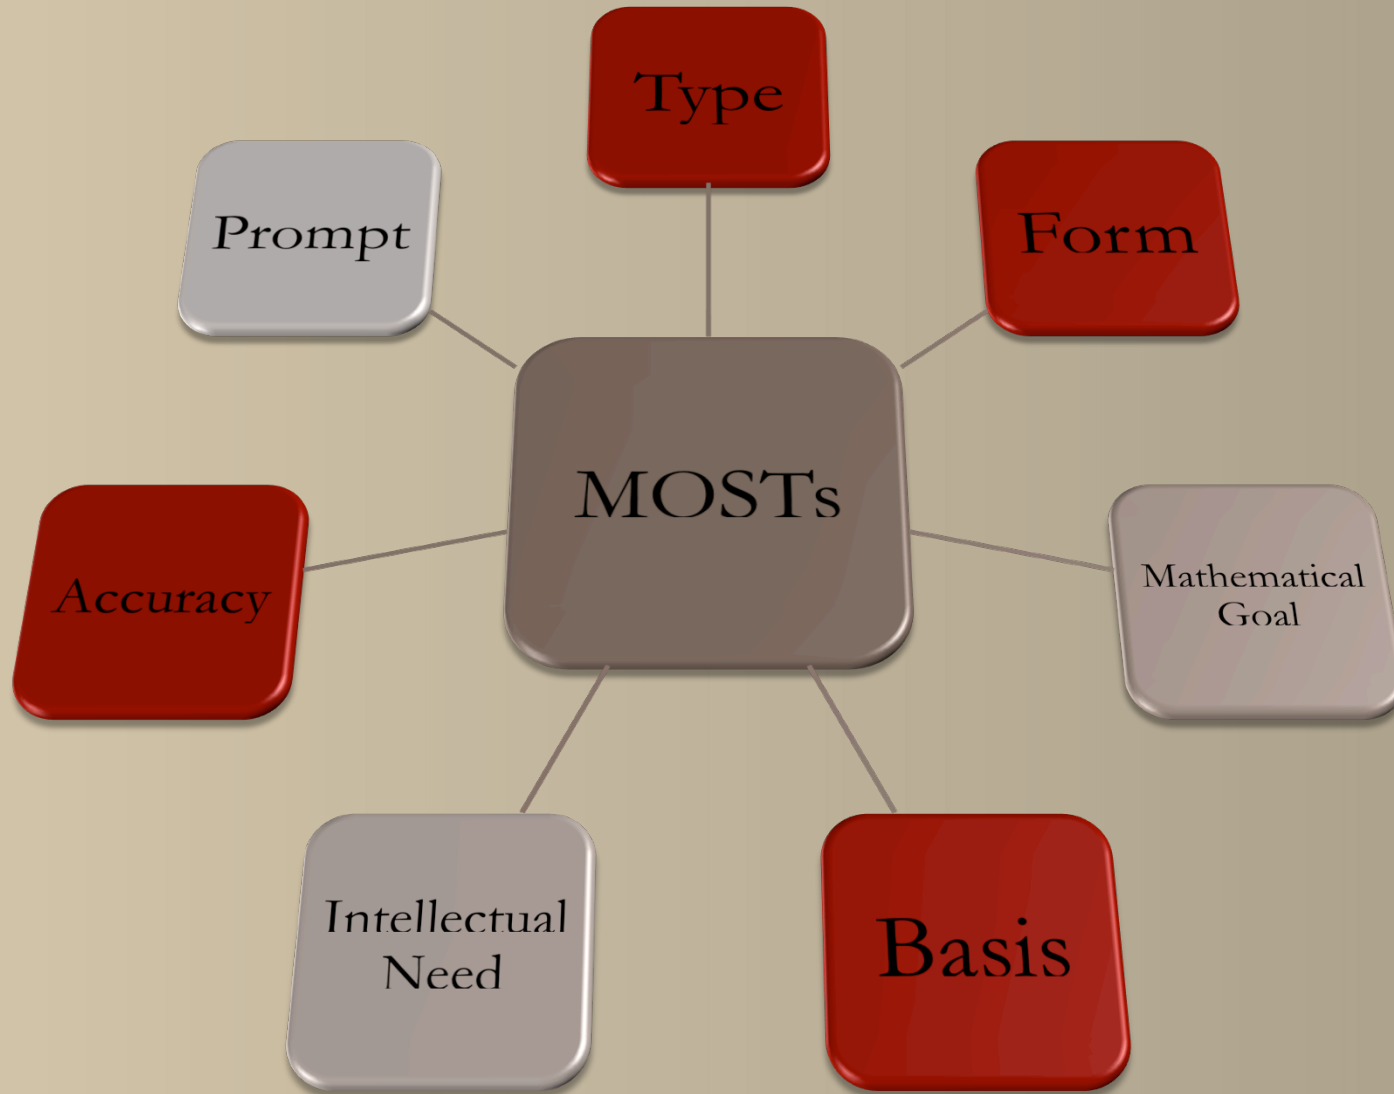 Type
Prompt
Form
MOSTs
Accuracy
Mathematical
Goal
Intellectual
Need
Basis